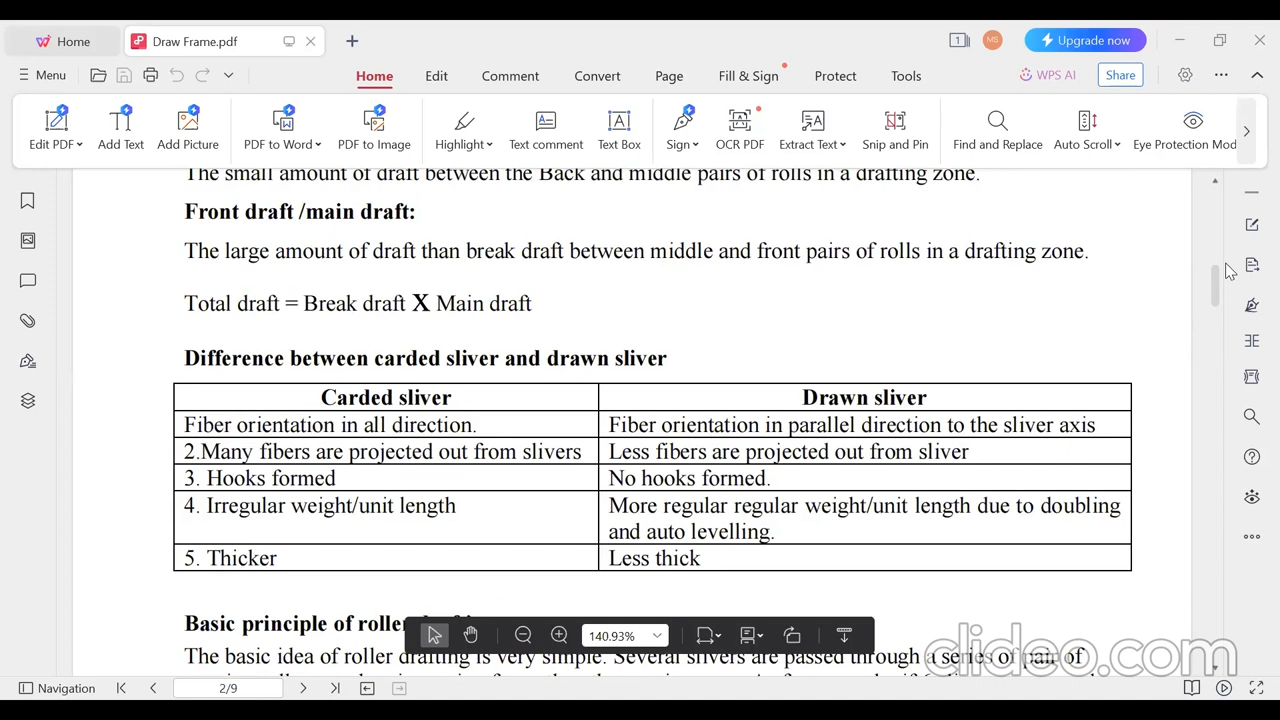 Home
Draw Frame.pdf
1
MS
Upgrade now
Menu
Home
Edit
Comment
Convert
Page
Fill & Sign
Protect
Tools
WPS AI
Share
Edit PDF
Add Text
Add Picture
PDF to Word
PDF to Image
Highlight
Text comment
Text Box
Sign
OCR PDF
Extract Text
Snip and Pin
Find and Replace
Auto Scroll
Eye Protection Mod
The small amount of draft between the Back and middle pairs of rolls in a drafting zone.
Front draft /main draft:
The large amount of draft than break draft between middle and front pairs of rolls in a drafting zone.
Total draft = Break draft X Main draft
Difference between carded sliver and drawn sliver
Carded sliver
Drawn sliver
Fiber orientation in all direction.
Fiber orientation in parallel direction to the sliver axis
2.Many fibers are projected out from slivers
Less fibers are projected out from sliver
3. Hooks formed
No hooks formed.
4. Irregular weight/unit length
More regular regular weight/unit length due to doubling
and auto levelling.
5. Thicker
Less thick
Basic principle of roller
140.93%
The basic idea of roller drafting is very simple. Several slivers are passed through a series of pair of
clideo.com
Navigation
2/9